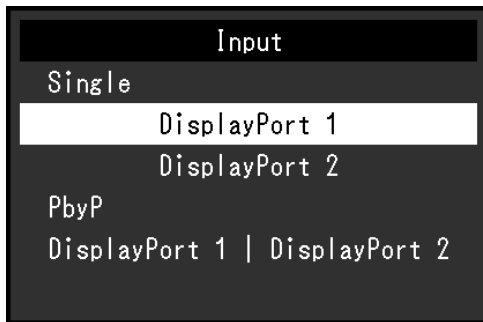 Input
Single
DisplayPort 1
DisplayPort 2
PbyP
DisplayPort 1 | DisplayPort 2